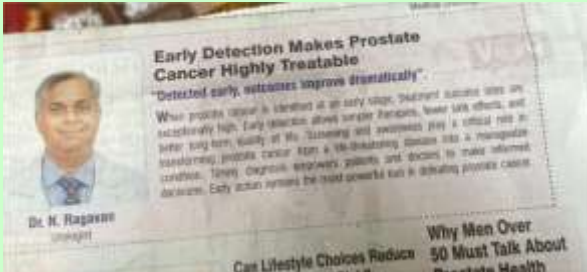 Early Detection Makes Prostate
Cancer Highly Treatable
"Detected early, outcomes improve dramatically".
When prostate cancer is identified at an early stage, treatment success rates are
exceptionally high. Early detection allows simpler therapies, fewer side effects, and
better long-term quality of life. Screening and awareness play a critical role in
transforming prostate cancer from a life-threatening disease into a manageable
condition. Timely diagnosis empowers patients and doctors to make informed
decisions. Early action remains the most powerful tool in defeating prostate cancer
Dr. N. Ragavan
Urologist
Can Lifestyle Choices Reduce
Why Men Over
50 Must Talk About
Prostate Health